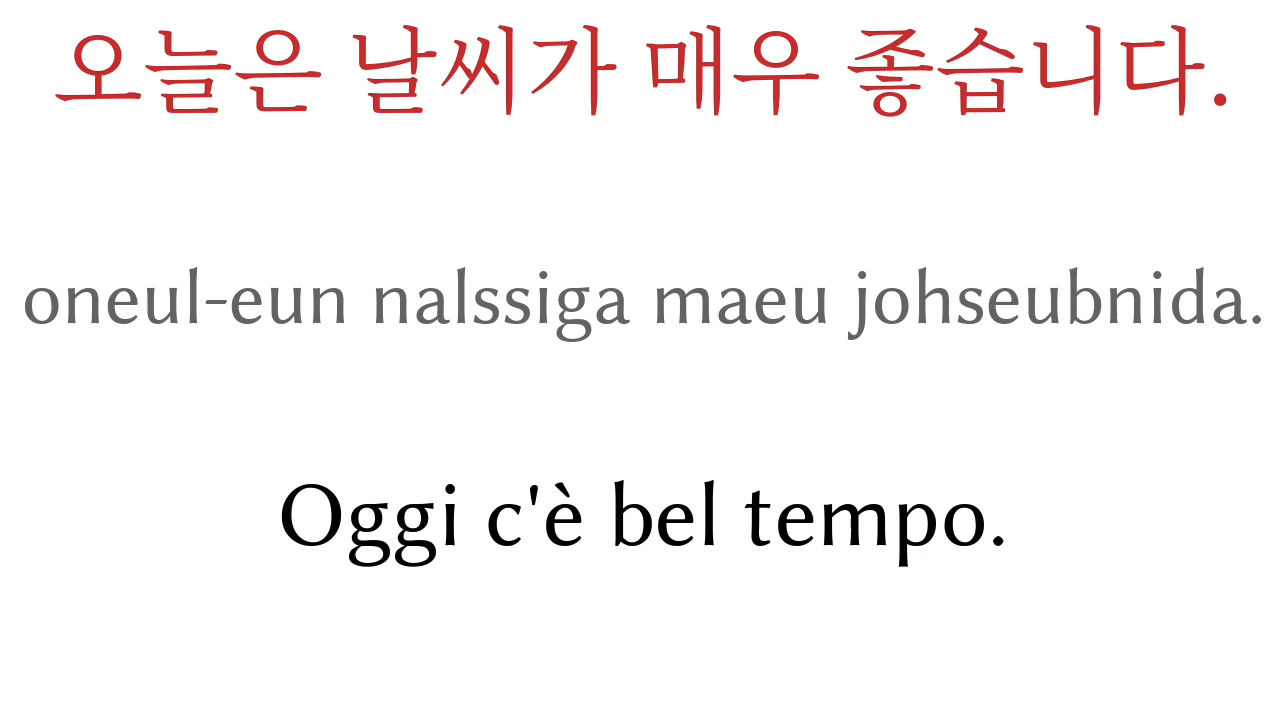 오늘은 날씨가 매우 좋습니다.
oneul-eun nalssiga maeu johseubnida.
Oggi c'è bel tempo.